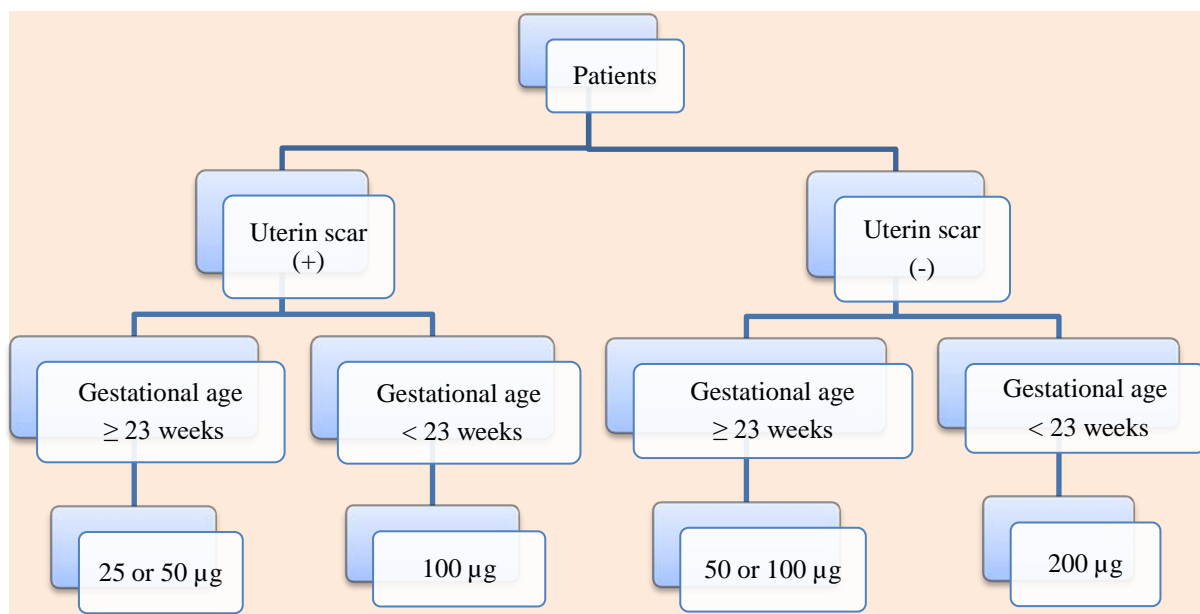 Patients
Uterin scar
(+)
Uterin scar
(-)
Gestational age
≥ 23 weeks
Gestational age
< 23 weeks
Gestational age
≥ 23 weeks
Gestational age
< 23 weeks
25 or 50 µg
100 µg
50 or 100 µg
200 µg